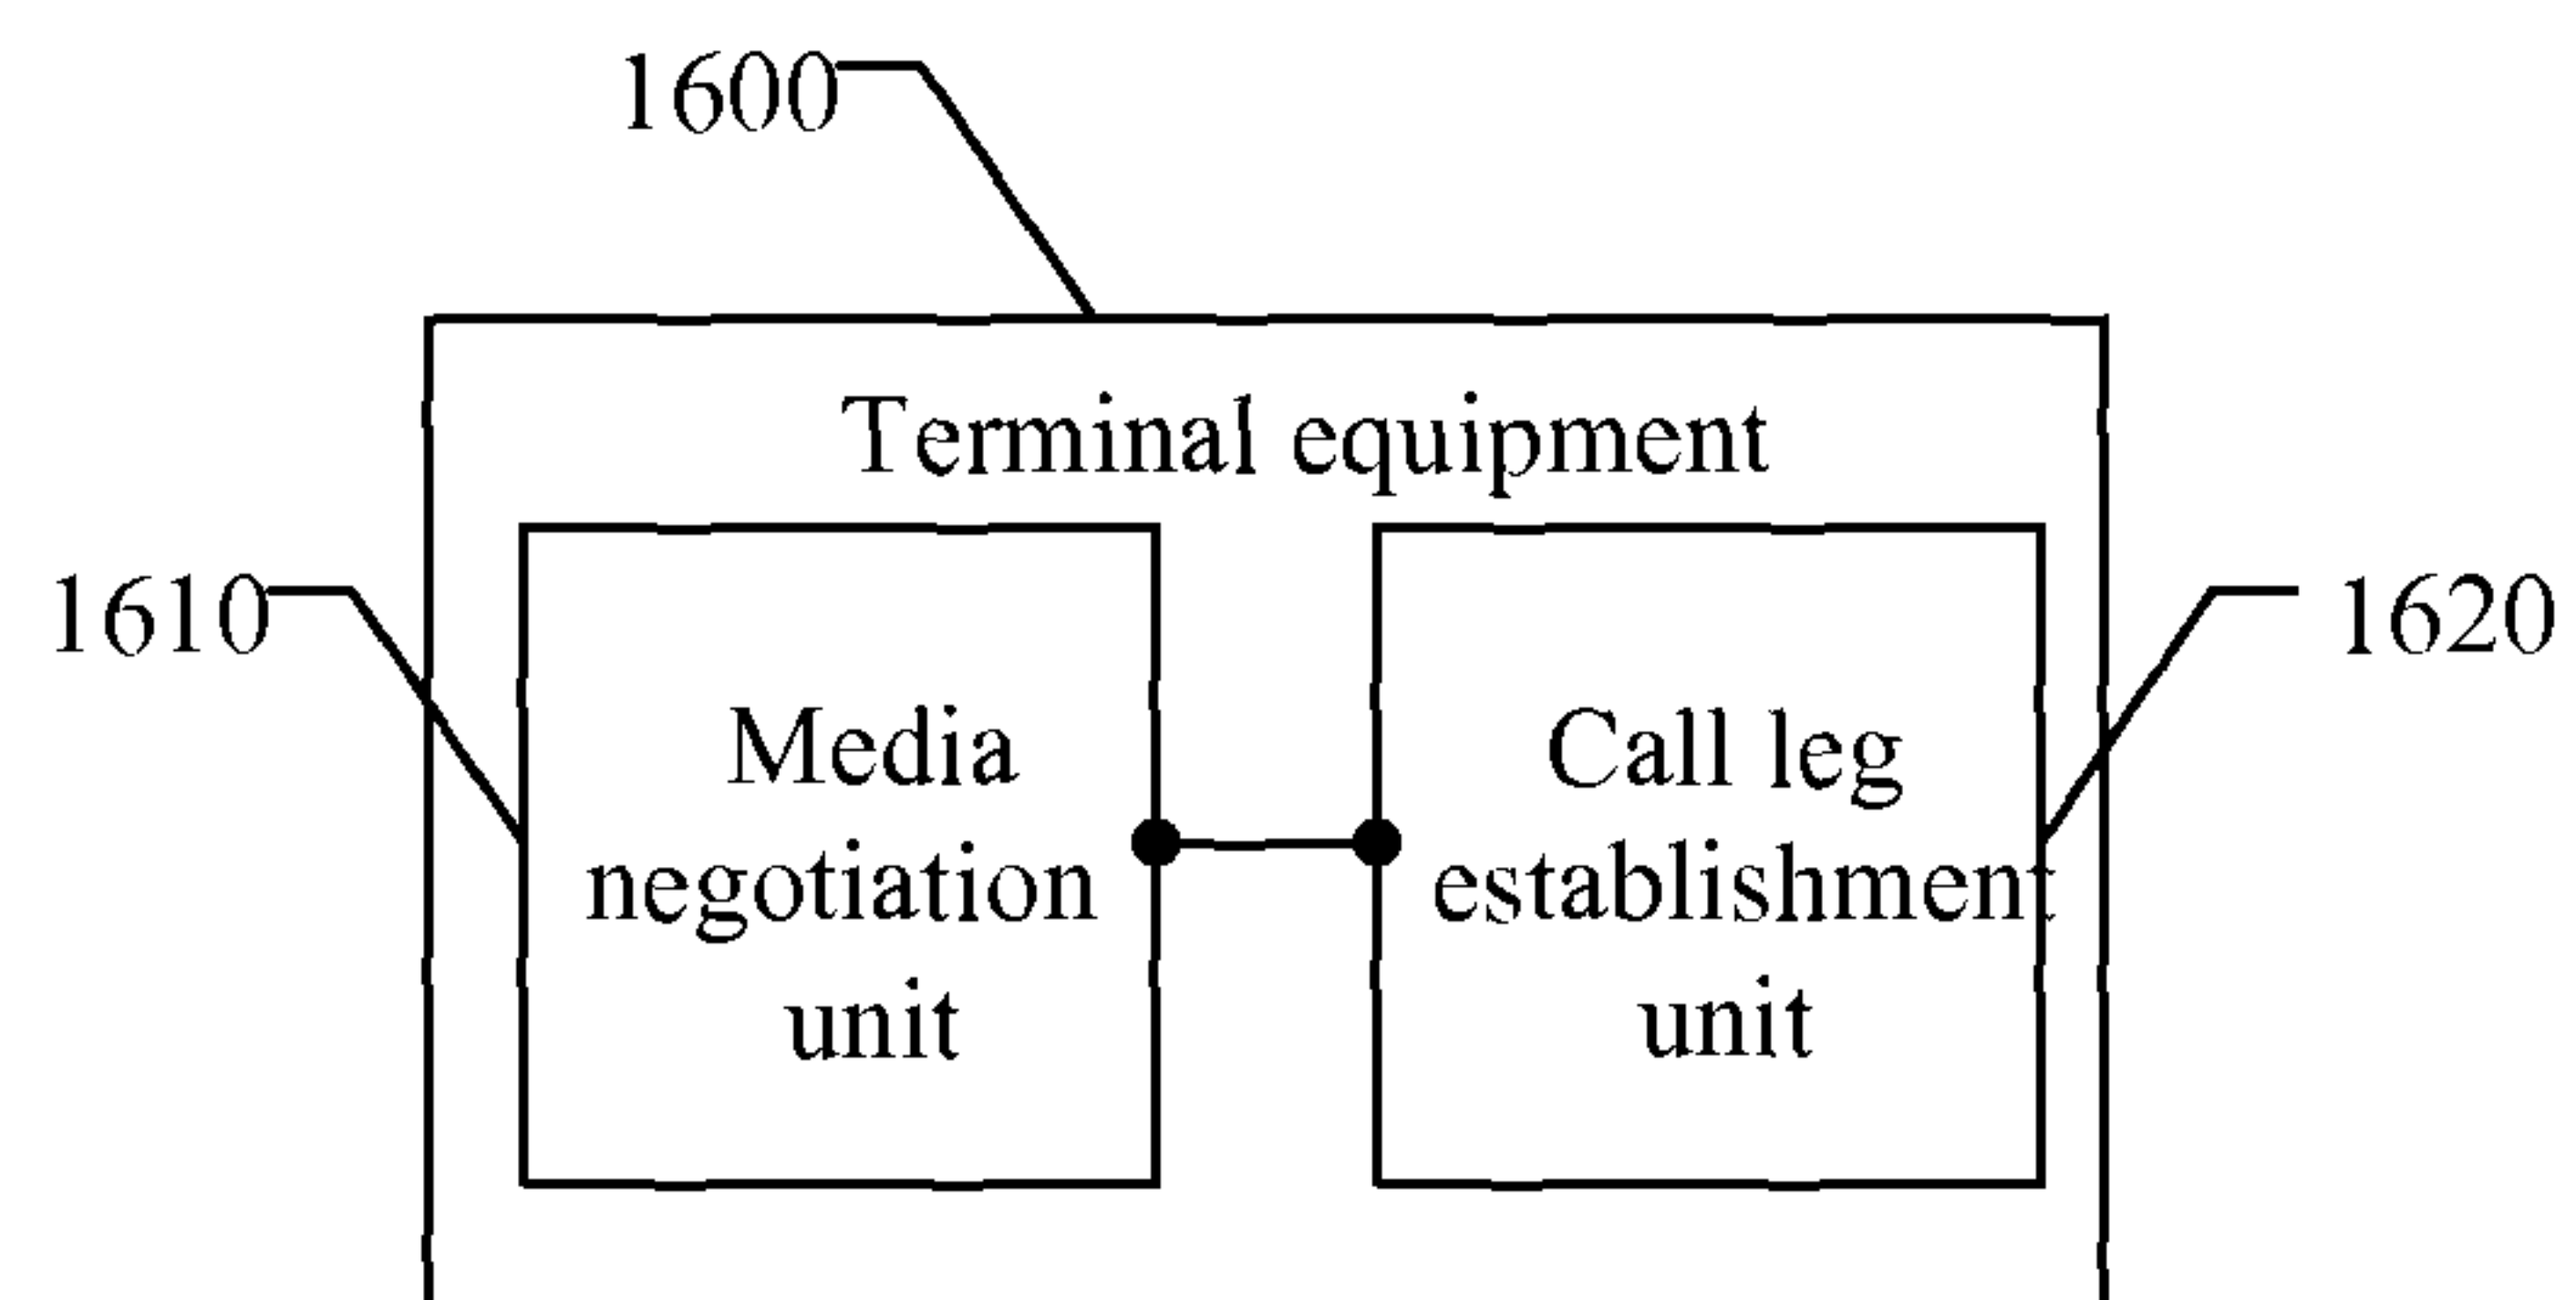 1600
Terminal equipment
1610
1620
Media
negotiation
unit
Call leg
establishment
unit